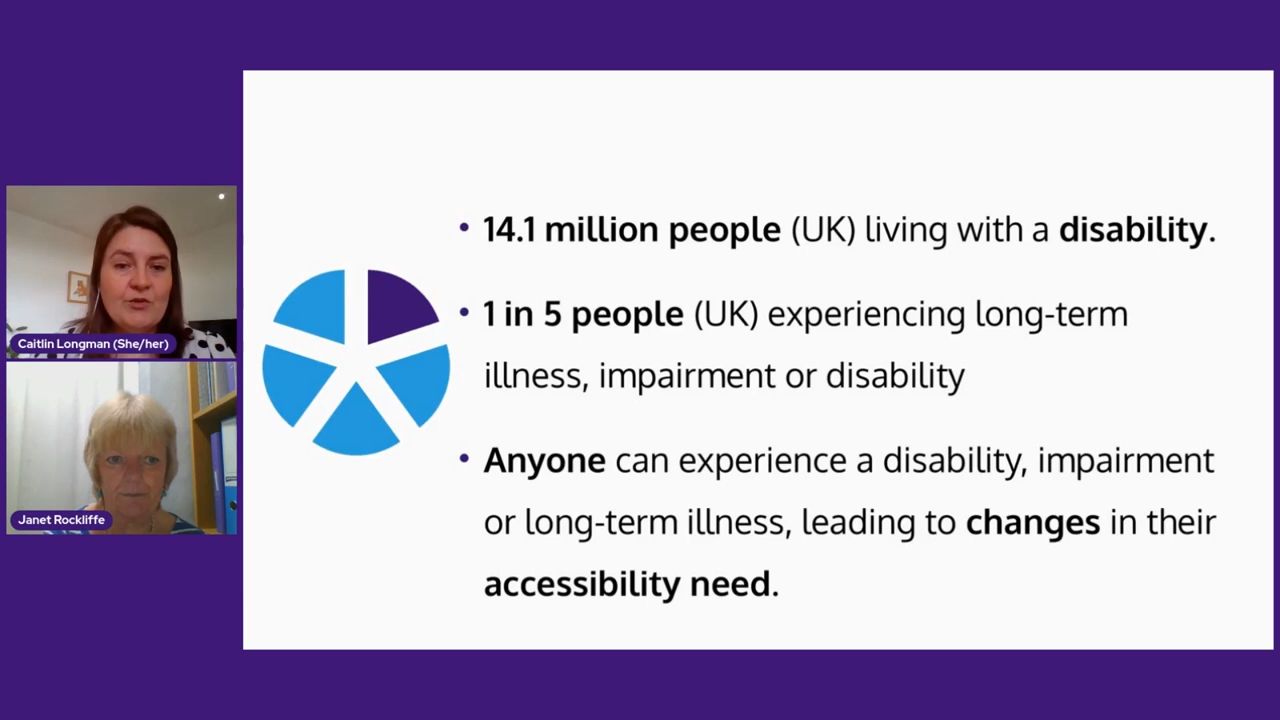 Caitlin Longman (She/her)
Janet Rockliffe
• 14.1 million people (UK) living with a disability.
• 1 in 5 people (UK) experiencing long-term
illness, impairment or disability
• Anyone can experience a disability, impairment
or long-term illness, leading to changes in their
accessibility need.